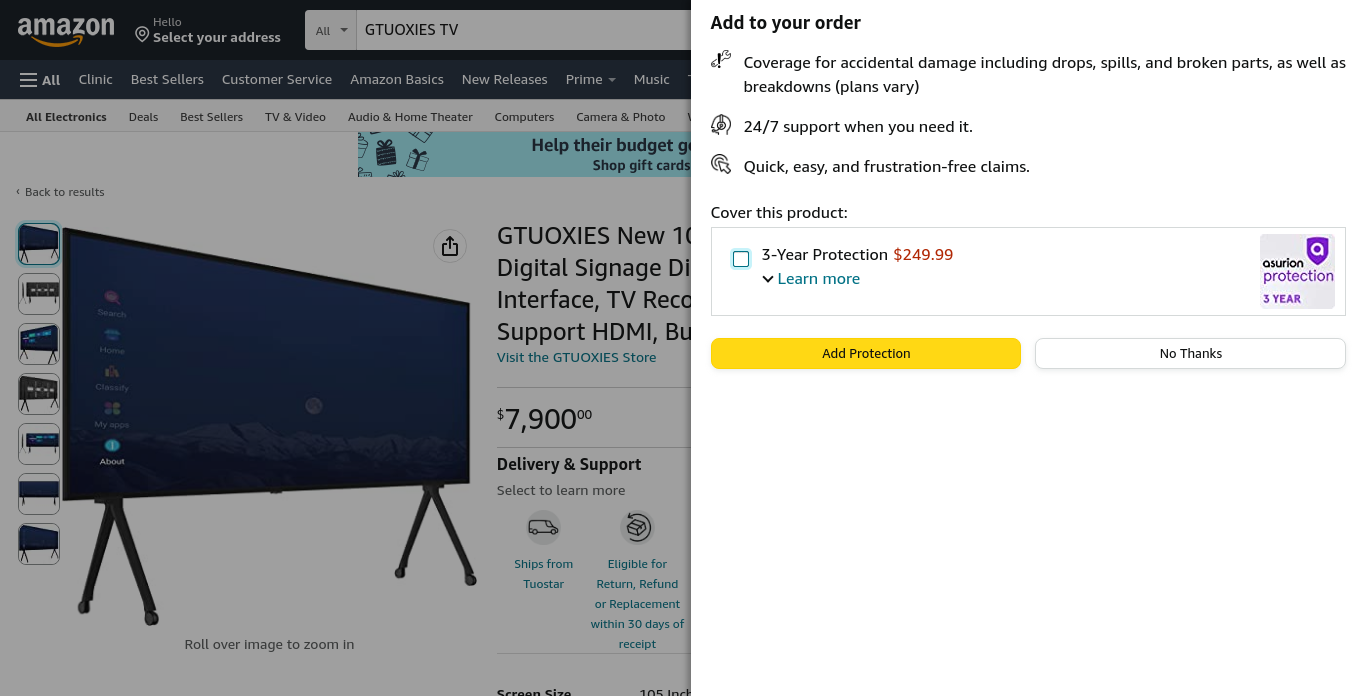 amazon
Hello
Select your address
All
GTUOXIES TV
All
Clinic
Best Sellers
Customer Service
Amazon Basics
New Releases
Prime
Music
All Electronics
Deals
Best Sellers
TV & Video
Audio & Home Theater
Computers
Camera & Photo
Help their budget g
Shop gift cards
‹ Back to results
Search
Home
Classify
My apps
About
Roll over image to zoom in
GTUOXIES New 10
Digital Signage Di
Interface, TV Reco
Support HDMI, Bu
Visit the GTUOXIES Store
$7,90000
Delivery & Support
Select to learn more
Ships from
Tuostar
Eligible for
Return, Refund
or Replacement
within 30 days of
receipt
Screen Size
105 Inch
Add to your order
Coverage for accidental damage including drops, spills, and broken parts, as well as
breakdowns (plans vary)
24/7 support when you need it.
Quick, easy, and frustration-free claims.
Cover this product:
3-Year Protection $249.99
Learn more
asurion
protection
3 YEAR
Add Protection
No Thanks